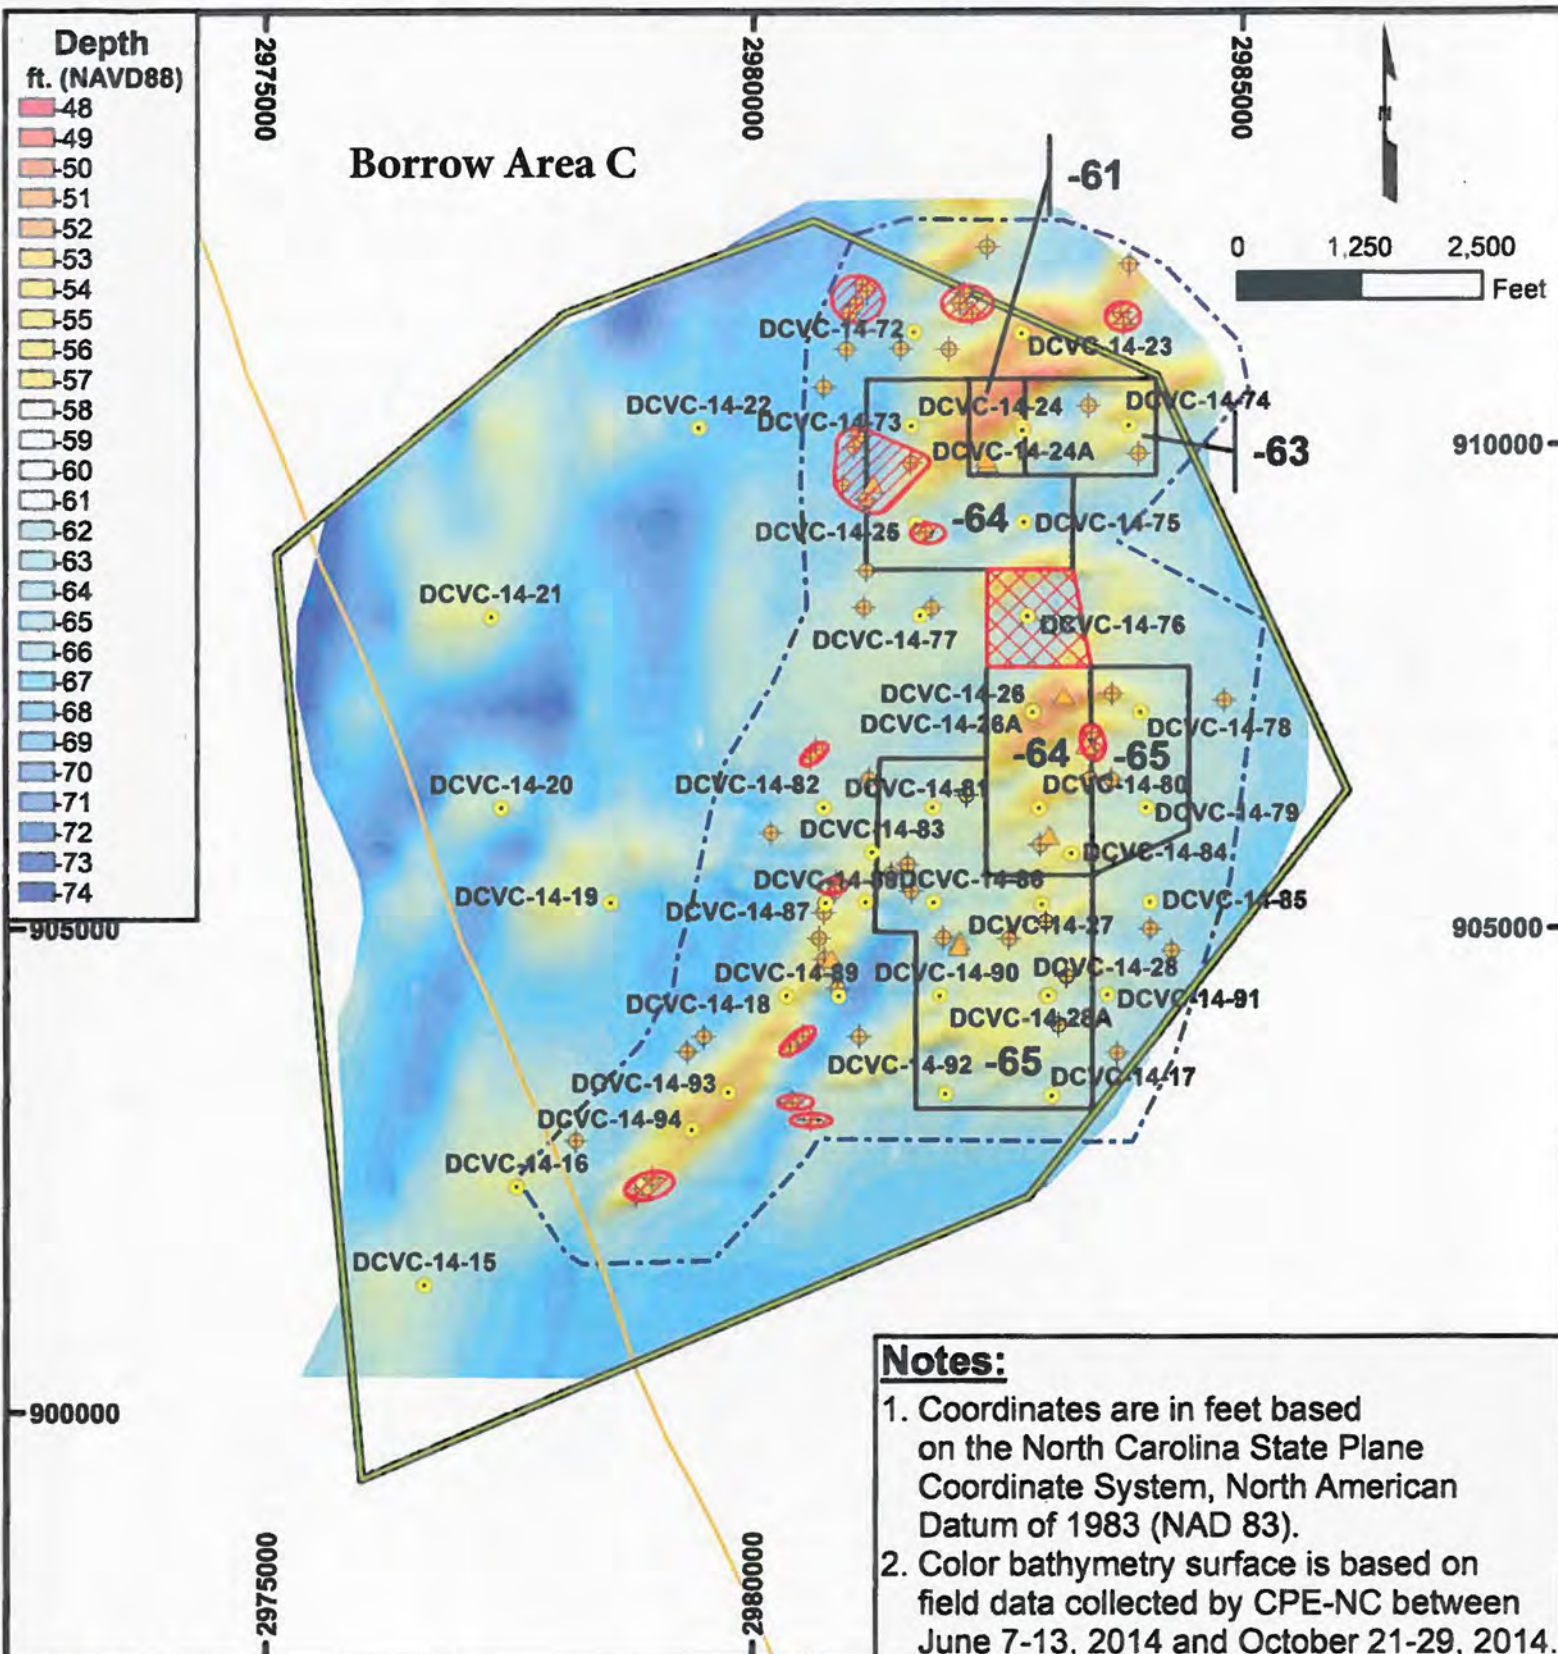 Depth
ft. (NAVD88)
-48
-49
-50
-51
-52
-53
-54
-55
-56
-57
-58
-59
-60
-61
-62
-63
-64
-65
-66
-67
-68
-69
-70
-71
-72
-73
-74
2975000
2980000
2985000
Borrow Area C
-61
0 1,250 2,500
Feet
DCVC-14-72
DCVC-14-23
DCVC-14-22
DCVC-14-73
DCVC-14-24
DCVC-14-74
DCVC-14-24A
-63
910000
DCVC-14-25
-64
DCVC-14-75
DCVC-14-21
DCVC-14-77
DCVC-14-76
DCVC-14-26
DCVC-14-26A
DCVC-14-78
-64
-65
DCVC-14-20
DCVC-14-82
DCVC-14-81
DCVC-14-80
DCVC-14-79
DCVC-14-83
DCVC-14-84
DCVC-14-86
DCVC-14-19
DCVC-14-87
DCVC-14-27
DCVC-14-85
905000
905000
DCVC-14-89
DCVC-14-90
DCVC-14-28
DCVC-14-18
DCVC-14-91
DCVC-14-28A
DCVC-14-92
-65
DCVC-14-17
DCVC-14-93
DCVC-14-94
DCVC-14-16
DCVC-14-15
900000
2975000
2980000
Notes:
1. Coordinates are in feet based
on the North Carolina State Plane
Coordinate System, North American
Datum of 1983 (NAD 83).
2. Color bathymetry surface is based on
field data collected by CPE-NC between
June 7-13, 2014 and October 21-29, 2014.